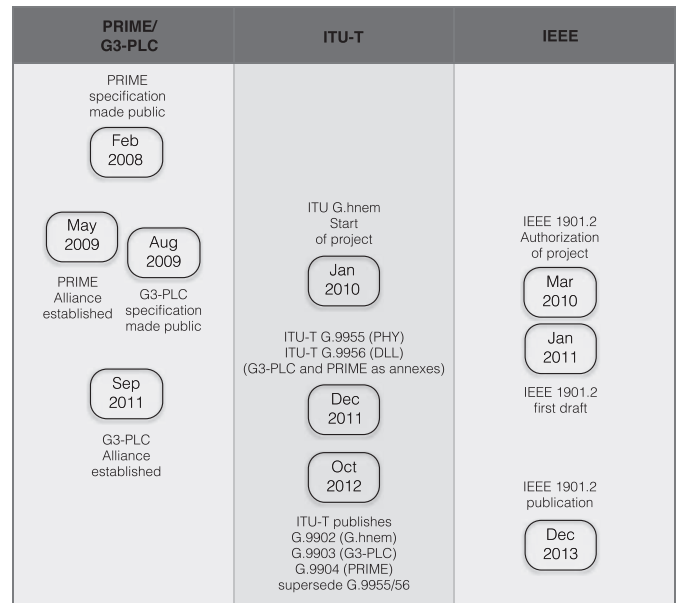 PRIME/
G3-PLC
ITU-T
IEEE
PRIME
specification
made public
Feb
2008
May
2009
PRIME
Alliance
established
Aug
2009
G3-PLC
specification
made public
Sep
2011
G3-PLC
Alliance
established
ITU G.hnem
Start
of project
Jan
2010
ITU-T G.9955 (PHY)
ITU-T G.9956 (DLL)
(G3-PLC and PRIME as annexes)
Dec
2011
Oct
2012
ITU-T publishes
G.9902 (G.hnem)
G.9903 (G3-PLC)
G.9904 (PRIME)
supersede G.9955/56
IEEE 1901.2
Authorization
of project
Mar
2010
Jan
2011
IEEE 1901.2
first draft
IEEE 1901.2
publication
Dec
2013